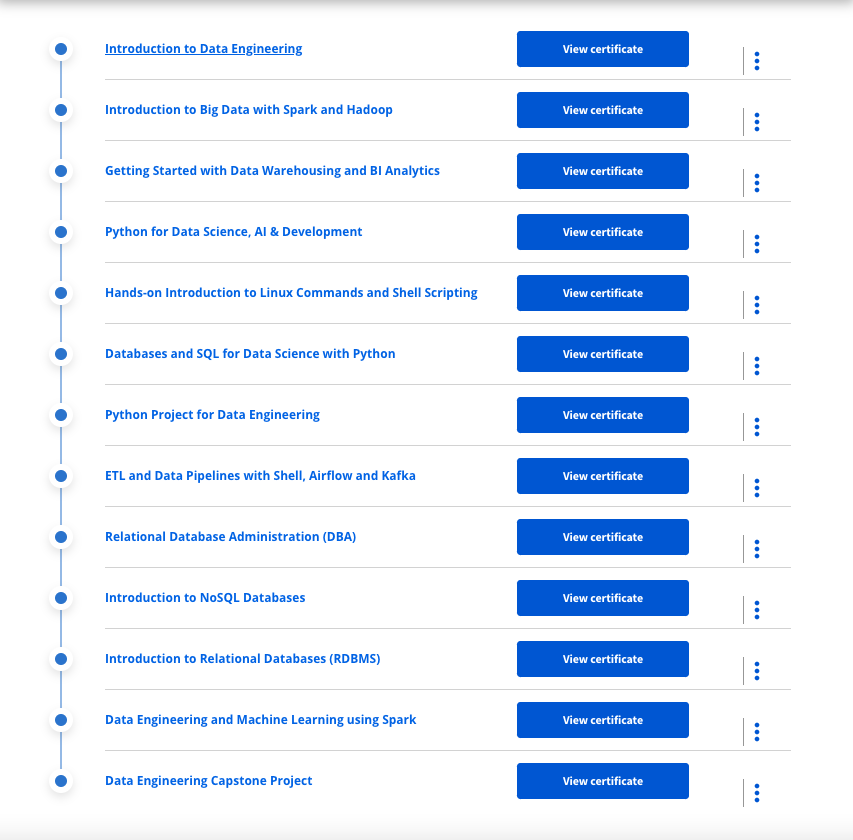 Introduction to Data Engineering
View certificate
Introduction to Big Data with Spark and Hadoop
View certificate
Getting Started with Data Warehousing and BI Analytics
View certificate
Python for Data Science, AI & Development
View certificate
Hands-on Introduction to Linux Commands and Shell Scripting
View certificate
Databases and SQL for Data Science with Python
View certificate
Python Project for Data Engineering
View certificate
ETL and Data Pipelines with Shell, Airflow and Kafka
View certificate
Relational Database Administration (DBA)
View certificate
Introduction to NoSQL Databases
View certificate
Introduction to Relational Databases (RDBMS)
View certificate
Data Engineering and Machine Learning using Spark
View certificate
Data Engineering Capstone Project
View certificate